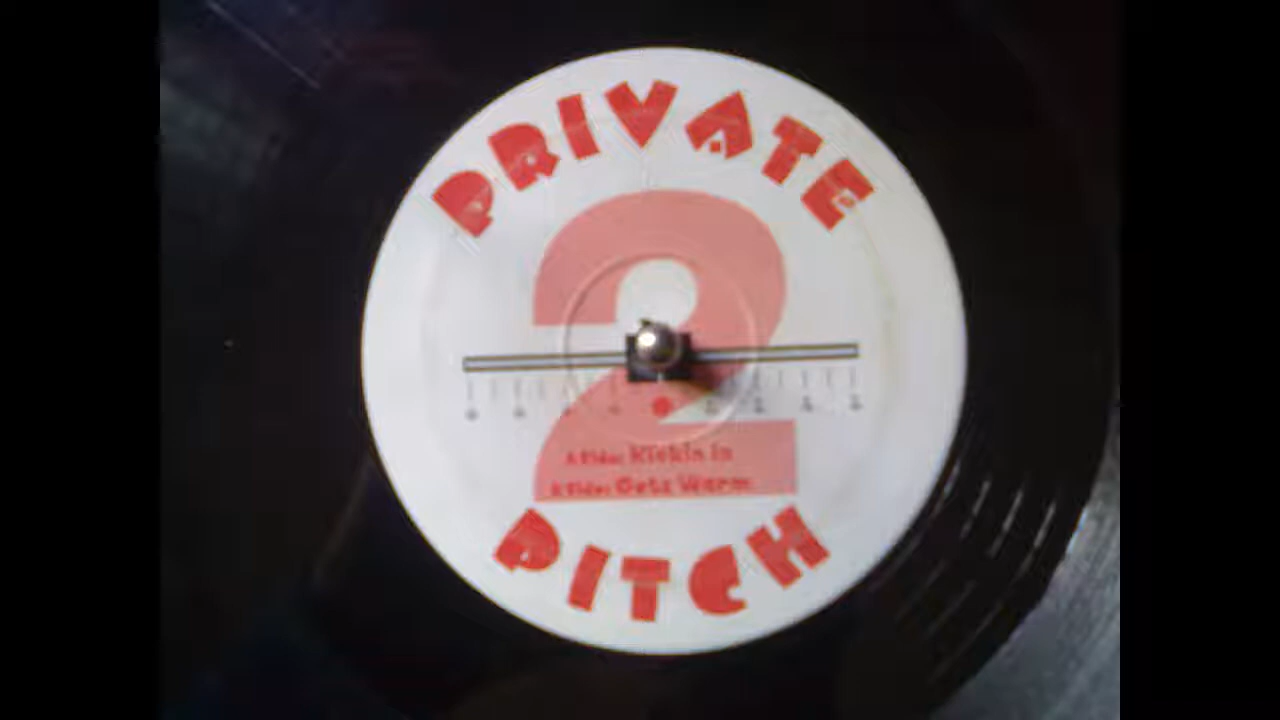 PRIVATE
2
A Side: Kickin in
A Side: Gets Warm
PITCH